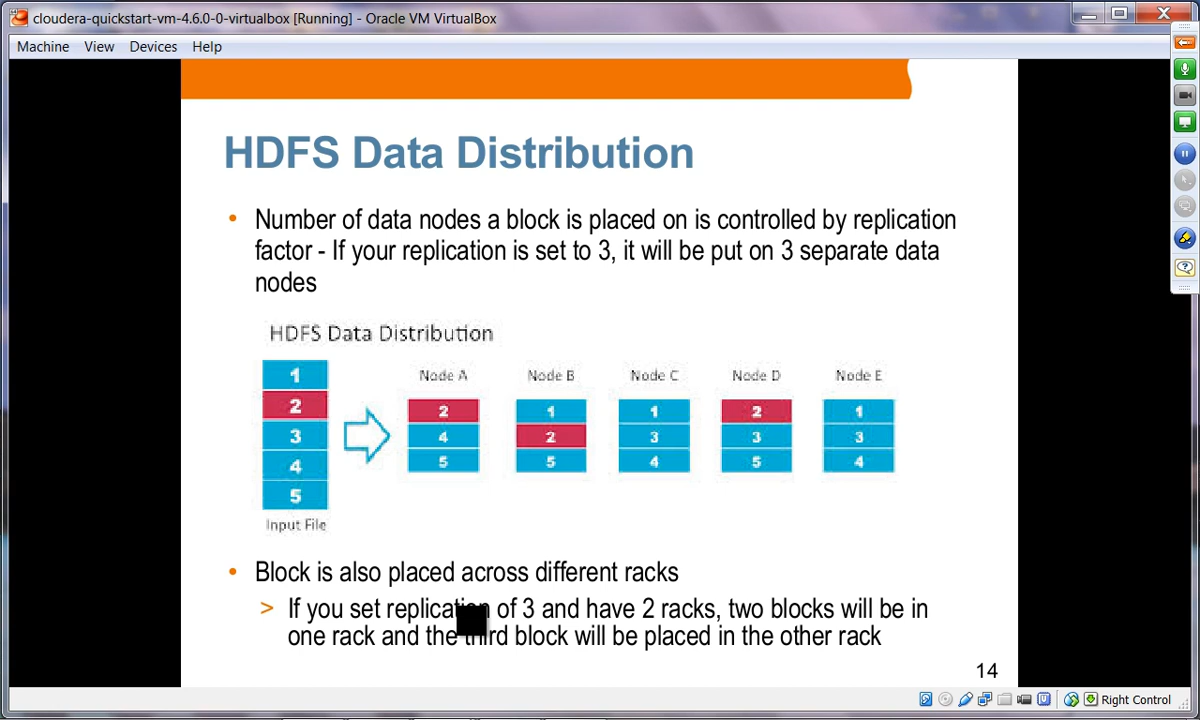 cloudera-quickstart-vm-4.6.0-0-virtualbox [Running] - Oracle VM VirtualBox
Machine View Devices Help
HDFS Data Distribution
• Number of data nodes a block is placed on is controlled by replication
factor - If your replication is set to 3, it will be put on 3 separate data
nodes
HDFS Data Distribution
Node A Node B Node C Node D Node E
1
2
3
4
5
Input File
2 1 1 2 1
4 2 3 3 3
5 5 4 5 4
• Block is also placed across different racks
> If you set replication of 3 and have 2 racks, two blocks will be in
one rack and the third block will be placed in the other rack
14
Right Control